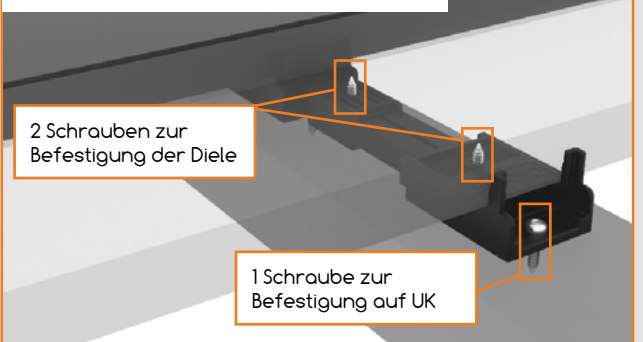 2 Schrauben zur
Befestigung der Diele
1 Schraube zur
Befestigung auf UK